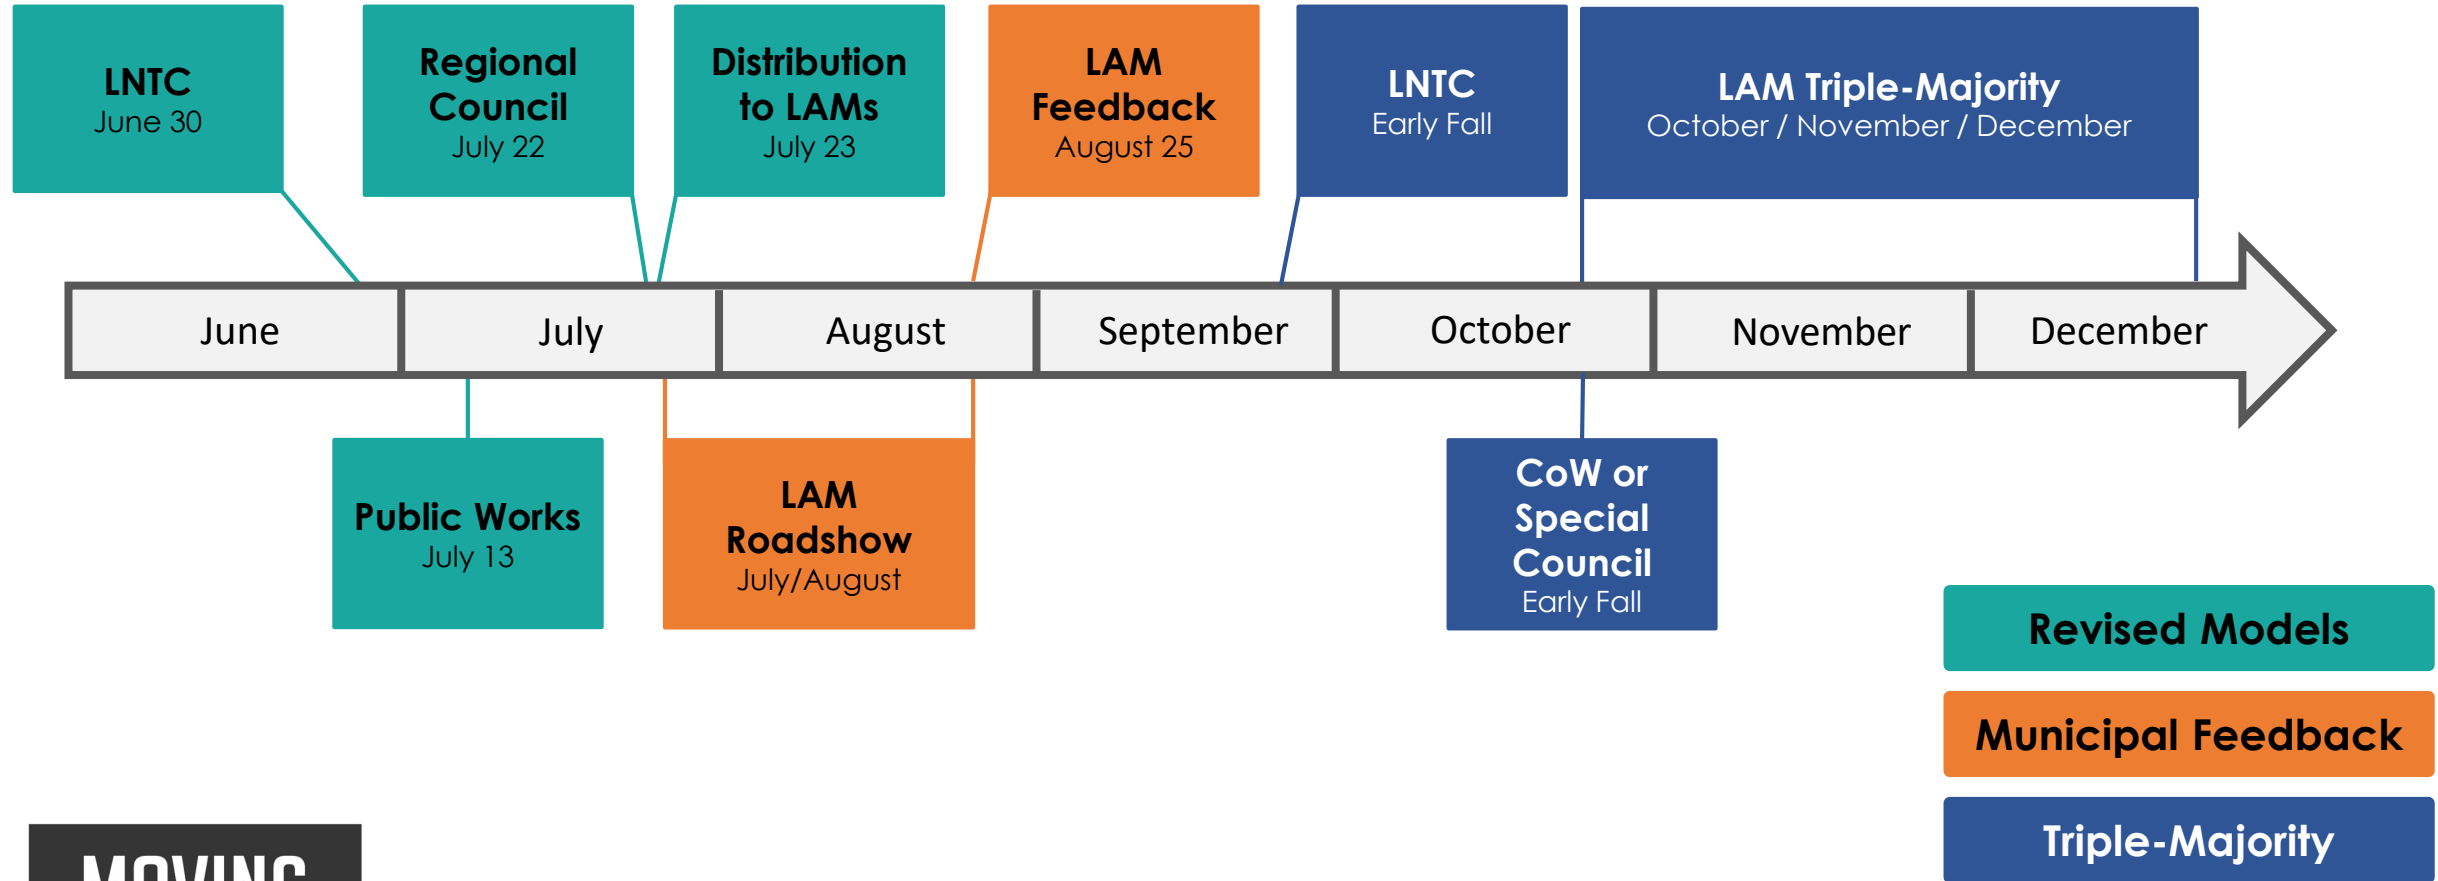 LNTC
June 30
Regional
Council
July 22
Distribution
to LAMs
July 23
LAM
Feedback
August 25
LNTC
Early Fall
LAM Triple-Majority
October / November / December
June
July
August
September
October
November
December
Public Works
July 13
LAM
Roadshow
July/August
CoW or
Special
Council
Early Fall
Revised Models
Municipal Feedback
Triple-Majority
MOVING